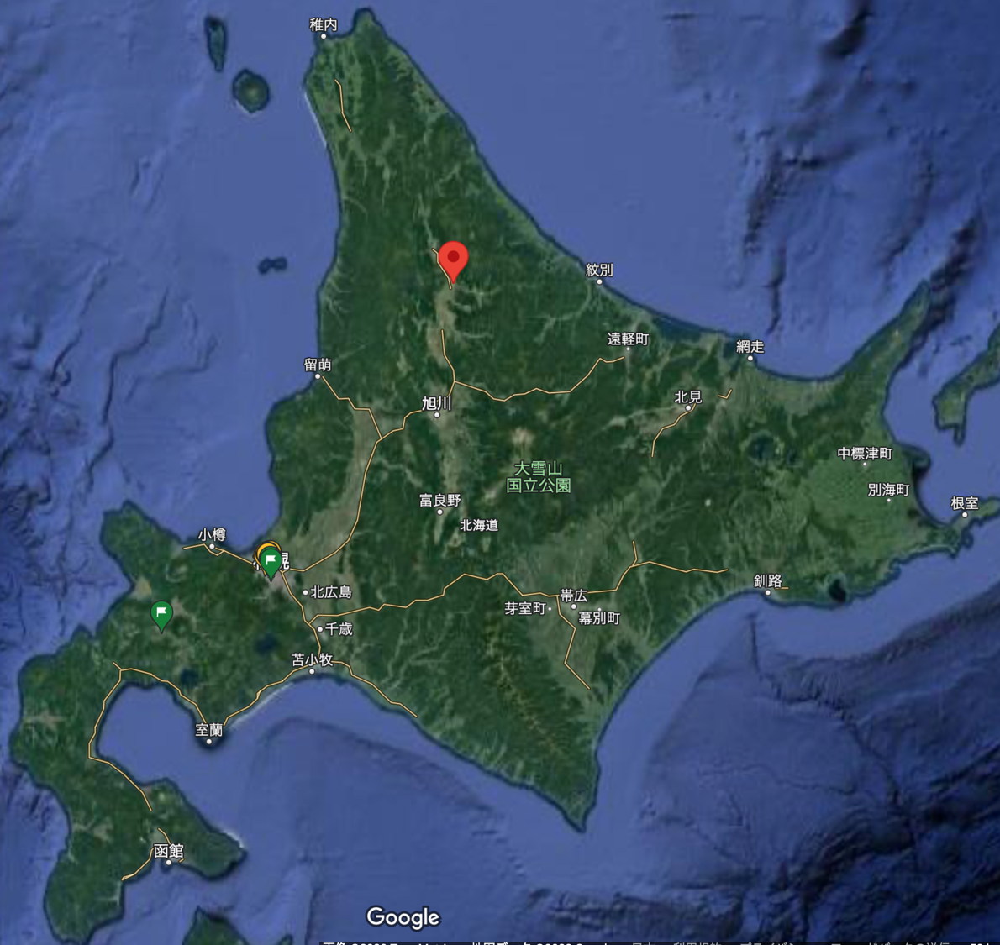 稚内
紋別
遠軽町
網走
留萌
北見
旭川
中標津町
大雪山
国立公園
別海町
富良野
根室
北海道
小樽
幌
釧路
北広島
帯広
芽室町
幕別町
千歳
苫小牧
室蘭
函館
Google